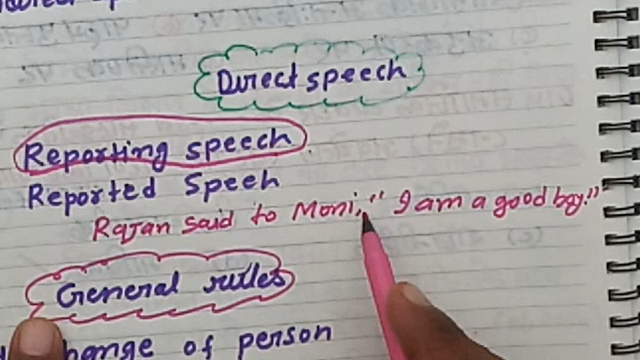 Direct speech
Reporting speech
Reported Speeh
Rajan said to Moni, "I am a good boy."
General rules
hange of person